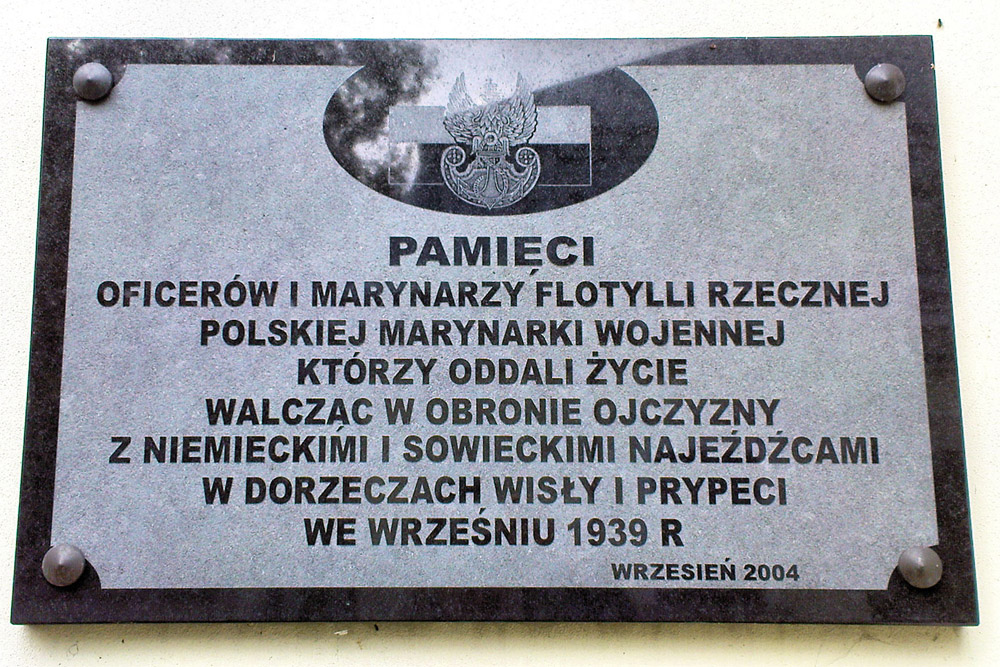 PAMIĘCI
OFICERÓW I MARYNARZY FLOTYLLI RZECZNEJ
POLSKIEJ MARYNARKI WOJENNEJ
KTÓRZY ODDALI ŻYCIE
WALCZĄC W OBRONIE OJCZYZNY
Z NIEMIECKIMI I SOWIECKIMI NAJEŹDŹCAMI
W DORZECZACH WISŁY I PRYPECI
WE WRZEŚNIU 1939 R
WRZESIEŃ 2004